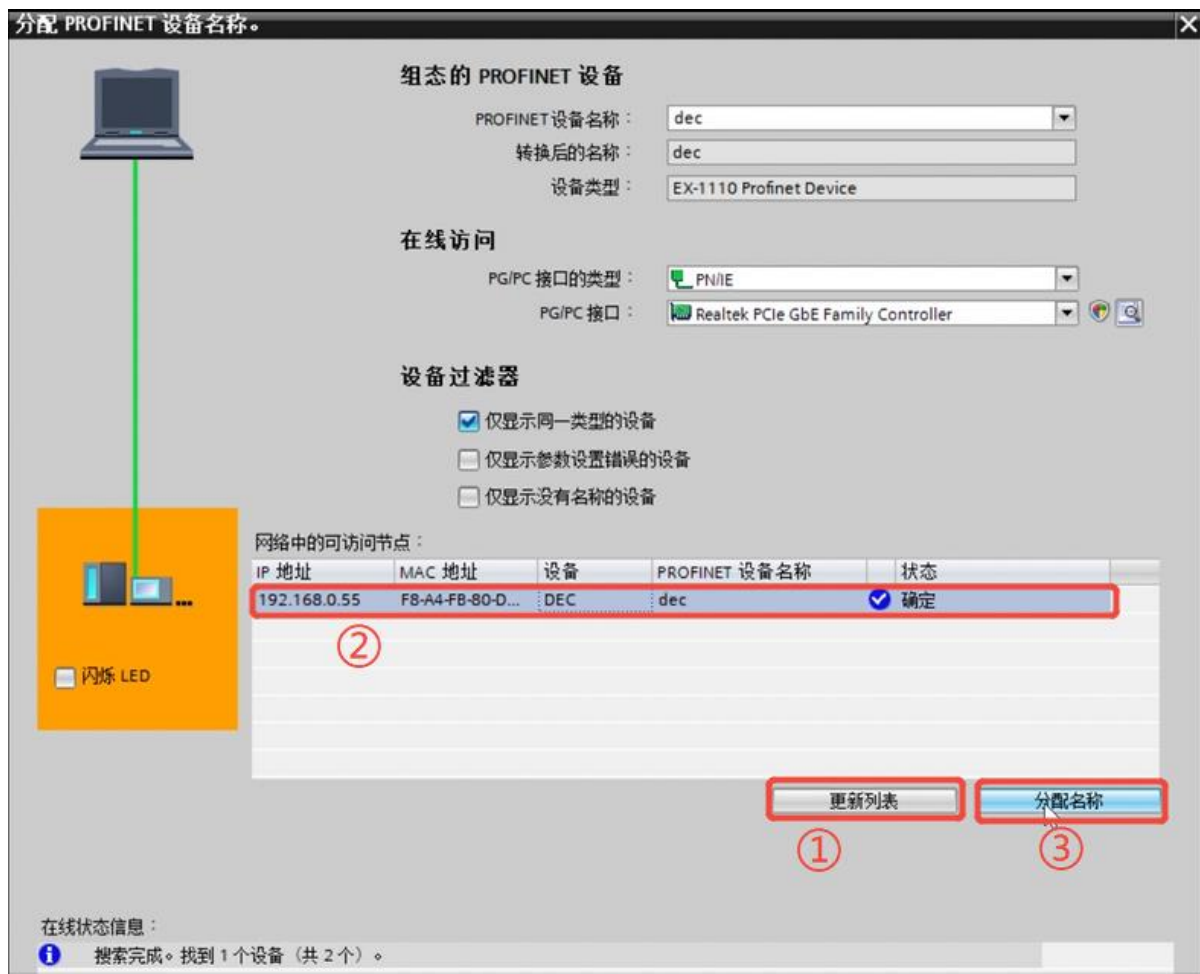 分配 PROFINET 设备名称。
组态的 PROFINET 设备
PROFINET 设备名称： dec
转换后的名称： dec
设备类型： EX-1110 Profinet Device
在线访问
PG/PC 接口的类型： PN/IE
PG/PC 接口： Realtek PCIe GbE Family Controller
设备过滤器
仅显示同一类型的设备
仅显示参数设置错误的设备
仅显示没有名称的设备
网络中的可访问节点：
IP 地址 MAC 地址 设备 PROFINET 设备名称 状态
192.168.0.55 F8-A4-FB-80-D... DEC dec 确定
②
闪烁 LED
更新列表 分配名称
① ③
在线状态信息：
搜索完成。找到 1 个设备（共 2 个）。